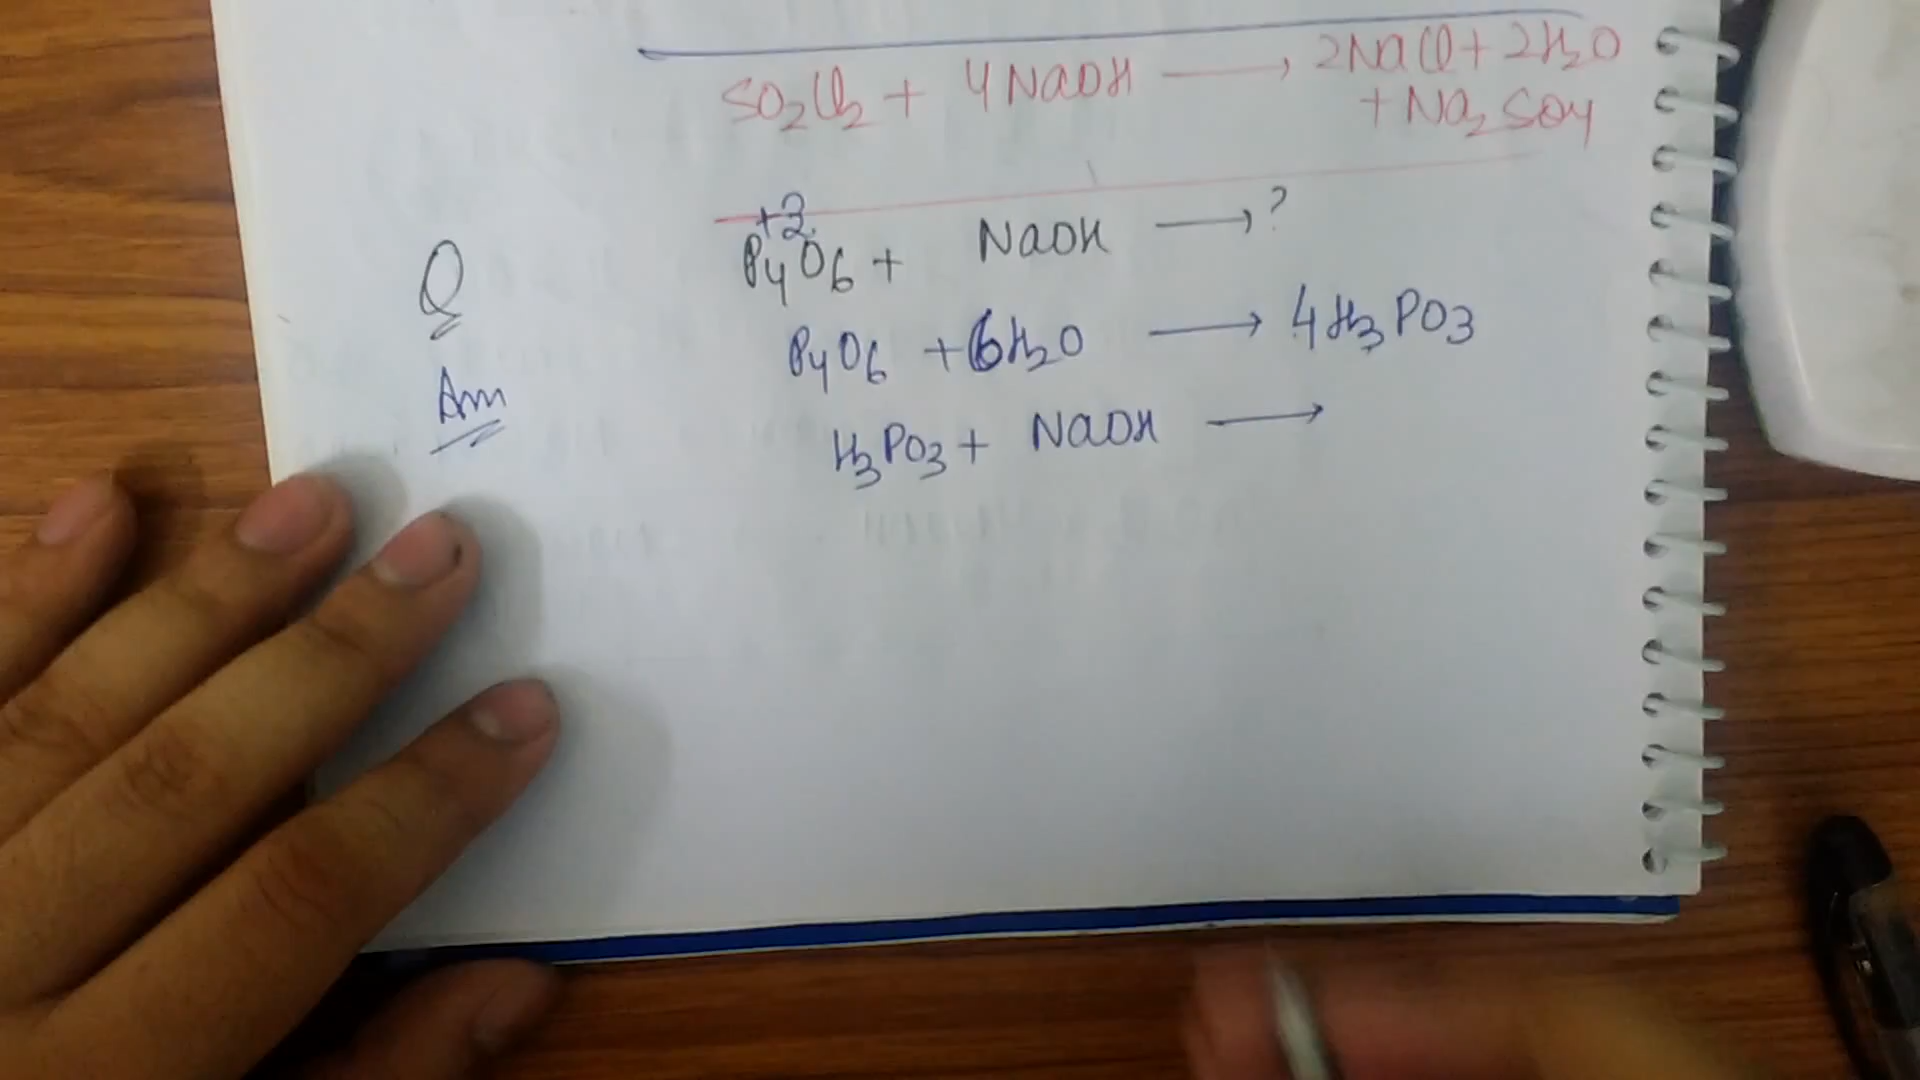 SO₂Cl₂ + 4NaOH ⟶ 2NaCl + 2H₂O
+ Na₂SO4
+3
Q P4O6 + NaOH ⟶ ?
Ans P4O6 + 6H₂O ⟶ 4H₃PO3
H₃PO3 + NaOH ⟶